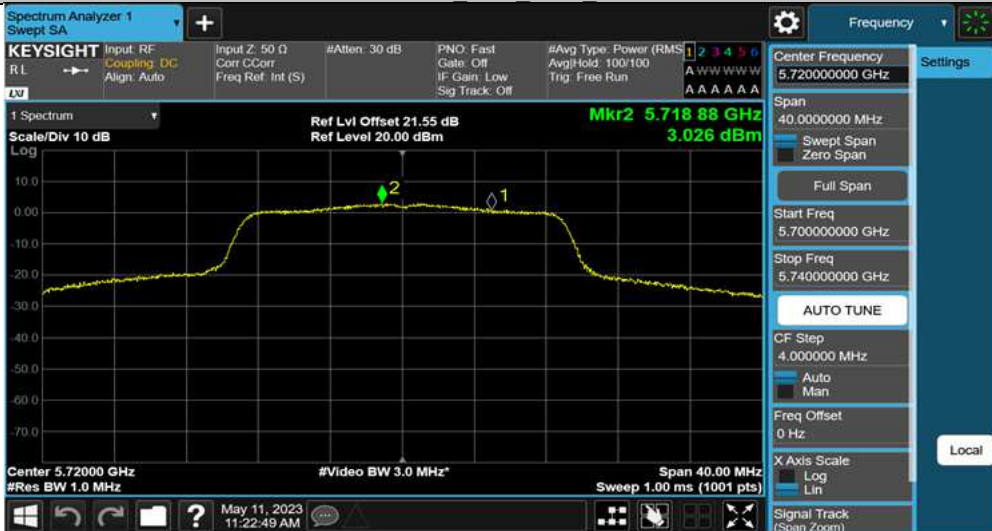 Spectrum Analyzer 1
Swept SA
Frequency
KEYSIGHT
RL
LXI
Input: RF
Coupling: DC
Align: Auto
Input Z: 50 Ω
Corr CCorr
Freq Ref: Int (S)
#Atten: 30 dB
PNO: Fast
Gate: Off
IF Gain: Low
Sig Track: Off
#Avg Type: Power (RMS
Avg|Hold: 100/100
Trig: Free Run
1 2 3 4 5 6
A W W W W W
A A A A A A
1 Spectrum
Scale/Div 10 dB
Ref Lvl Offset 21.55 dB
Ref Level 20.00 dBm
Mkr2 5.718 88 GHz
3.026 dBm
Log
10.0
0.00
-10.0
-20.0
-30.0
-40.0
-50.0
-60.0
-70.0
2
1
Center 5.72000 GHz
#Res BW 1.0 MHz
#Video BW 3.0 MHz*
Span 40.00 MHz
Sweep 1.00 ms (1001 pts)
May 11, 2023
11:22:49 AM
Center Frequency
5.720000000 GHz
Span
40.0000000 MHz
Swept Span
Zero Span
Full Span
Start Freq
5.700000000 GHz
Stop Freq
5.740000000 GHz
AUTO TUNE
CF Step
4.000000 MHz
Auto
Man
Freq Offset
0 Hz
X Axis Scale
Log
Lin
Signal Track
(Span Zoom)
Settings
Local